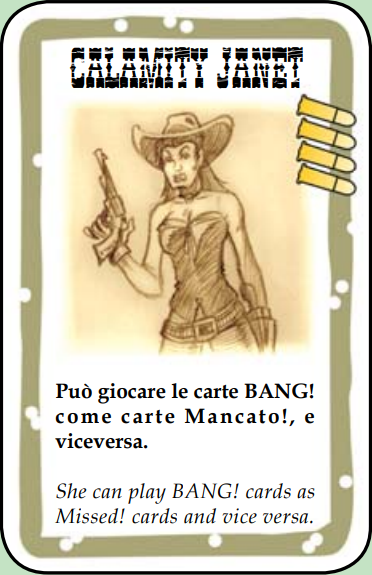 CALAMITY JANET
Può giocare le carte BANG!
come carte Mancato!, e
viceversa.
She can play BANG! cards as
Missed! cards and vice versa.